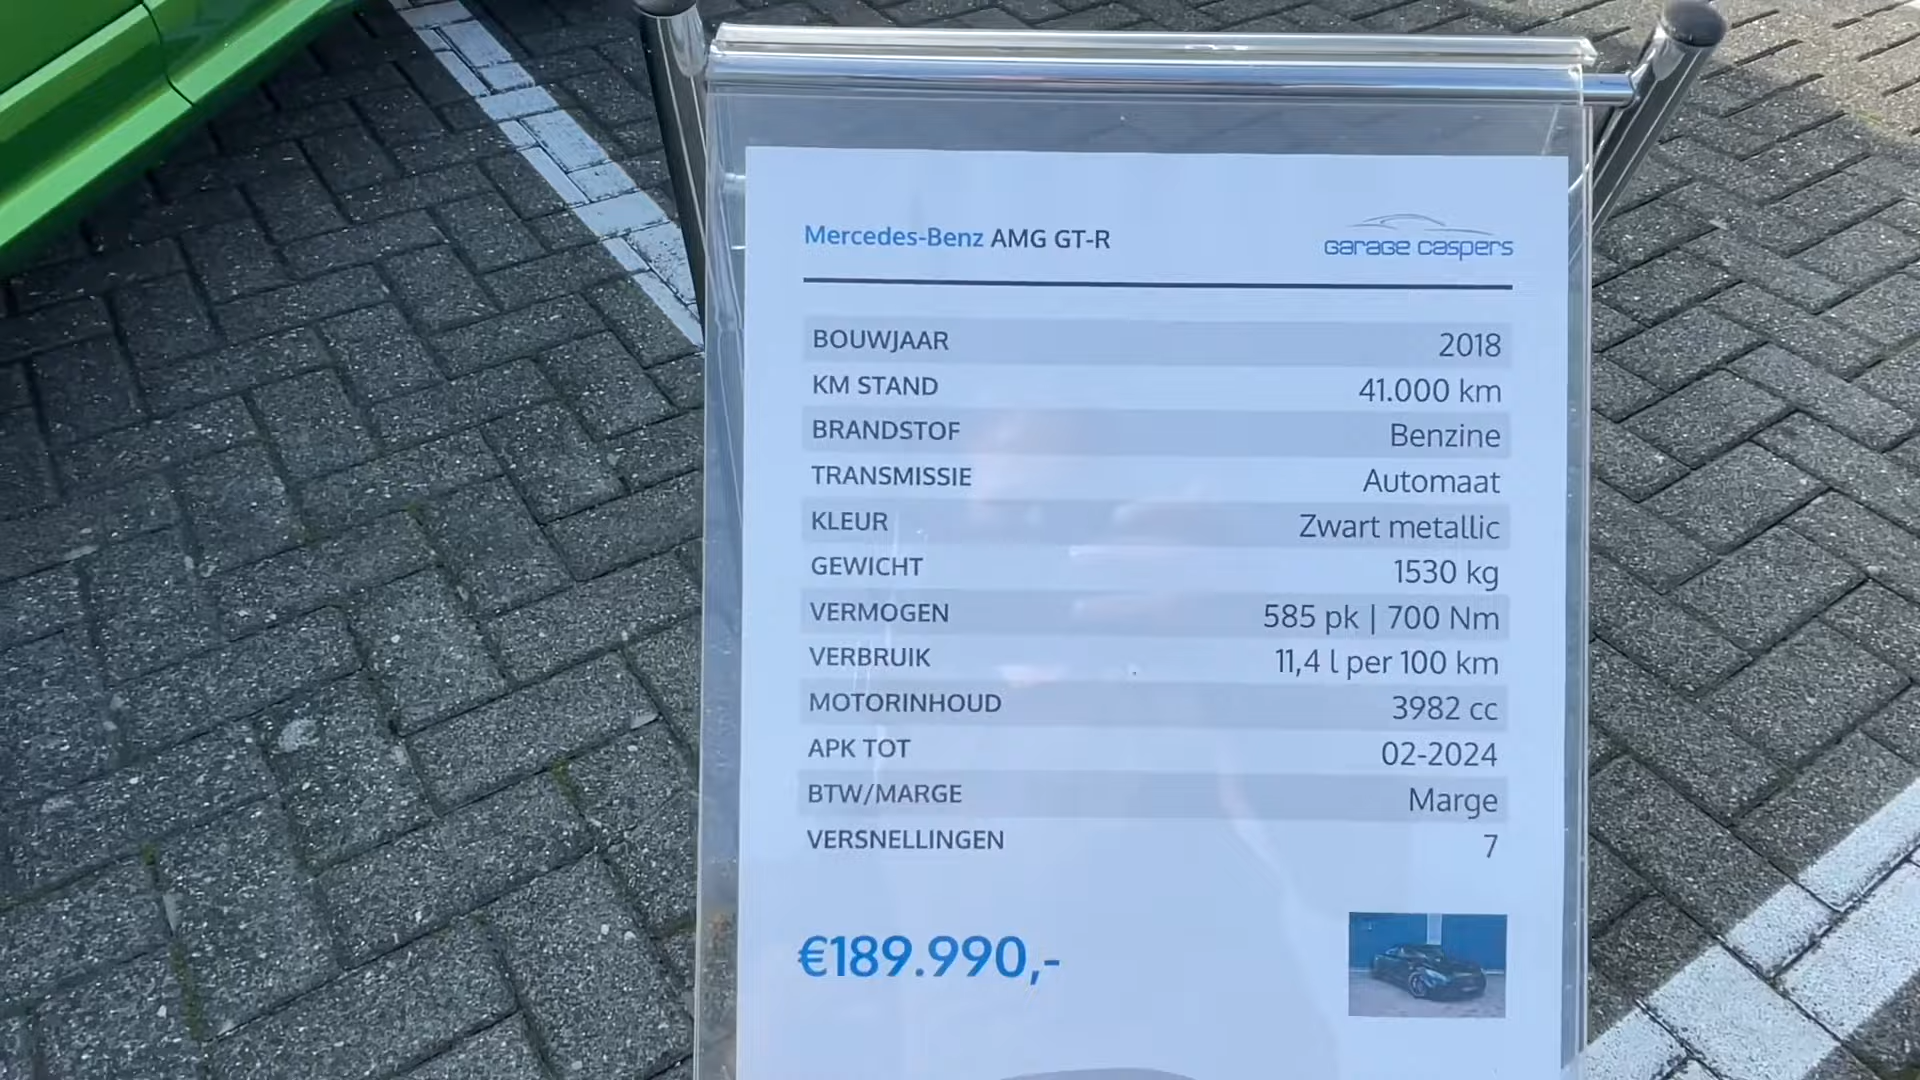 Mercedes-Benz AMG GT-R
Garage Caspers
BOUWJAAR 2018
KM STAND 41.000 km
BRANDSTOF Benzine
TRANSMISSIE Automaat
KLEUR Zwart metallic
GEWICHT 1530 kg
VERMOGEN 585 pk | 700 Nm
VERBRUIK 11,4 l per 100 km
MOTORINHOUD 3982 cc
APK TOT 02-2024
BTW/MARGE Marge
VERSNELLINGEN 7
€189.990,-